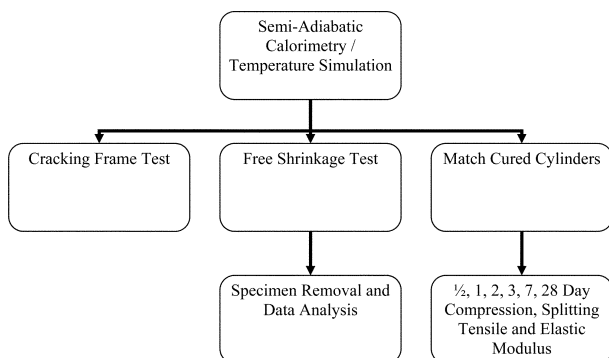 Semi-Adiabatic
Calorimetry /
Temperature Simulation
Cracking Frame Test
Free Shrinkage Test
Match Cured Cylinders
Specimen Removal and
Data Analysis
½, 1, 2, 3, 7, 28 Day
Compression, Splitting
Tensile and Elastic
Modulus